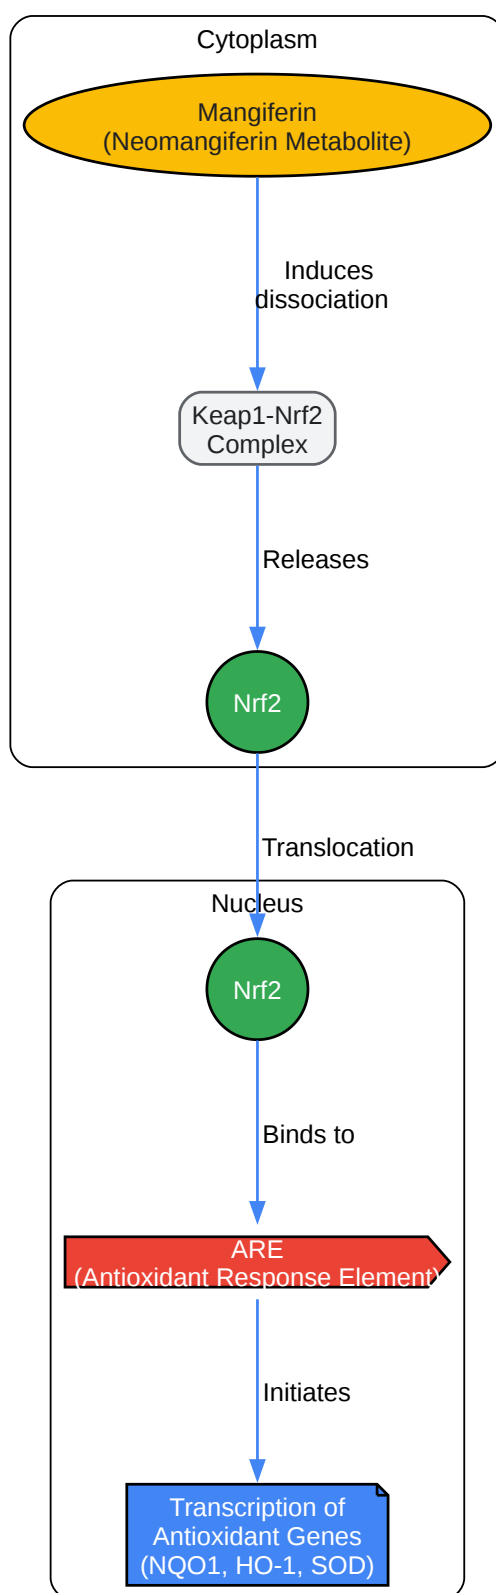 Cytoplasm
Mangiferin
(Neomangiferin Metabolite)
Induces
dissociation
Keap1-Nrf2
Complex
Releases
Nrf2
Translocation
Nucleus
Nrf2
Binds to
ARE
(Antioxidant Response Element)
Initiates
Transcription of
Antioxidant Genes
(NQO1, HO-1, SOD)